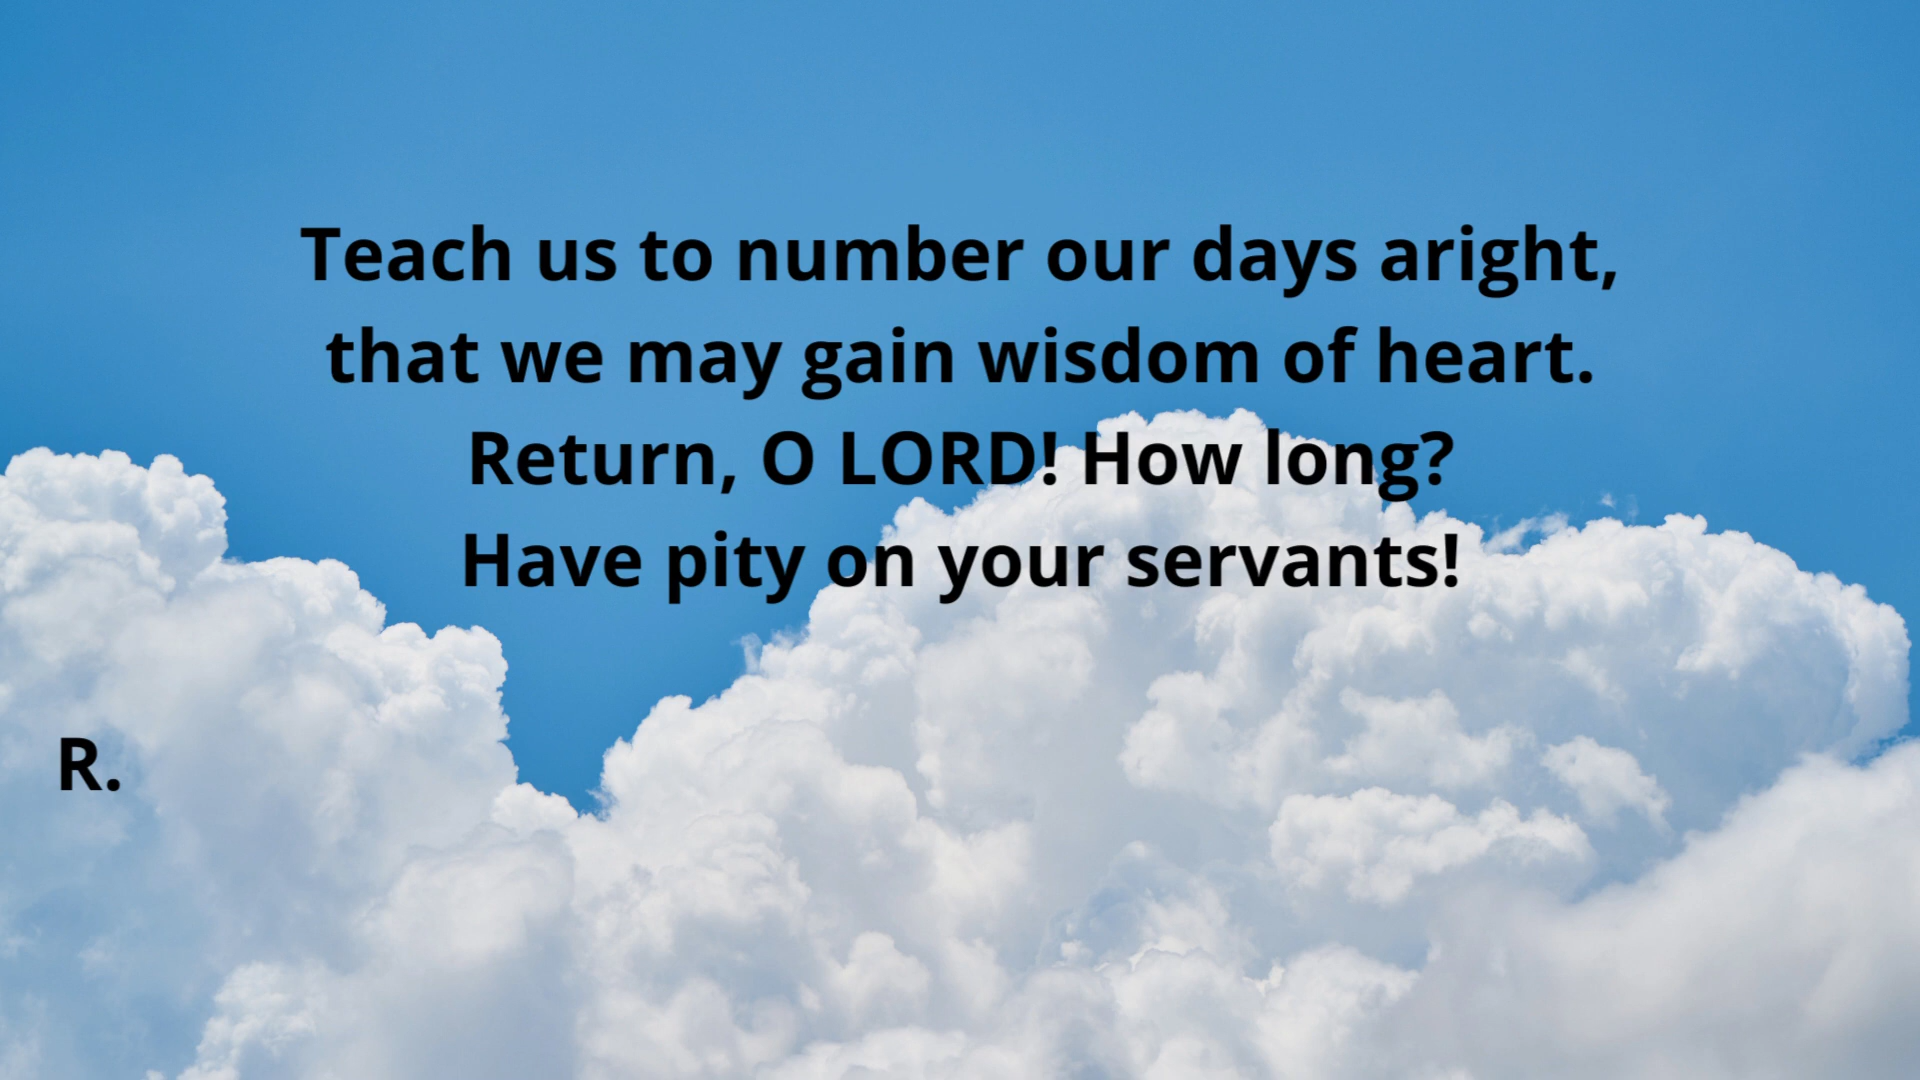 Teach us to number our days aright,
that we may gain wisdom of heart.
Return, O LORD! How long?
Have pity on your servants!
R.